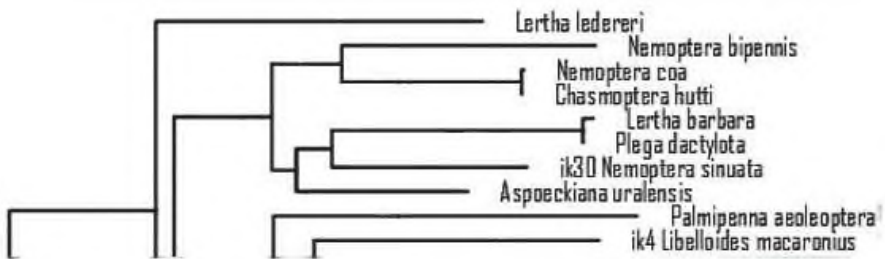 Lertha ledereri
Nemoptera bipennis
Nemoptera coa
Chasmoptera hutti
Lertha barbara
Plega dactylota
ik30 Nemoptera sinuata
Aspoeckiana uralensis
Palmipenna aeoleoptera
ik4 Libelloides macaronius